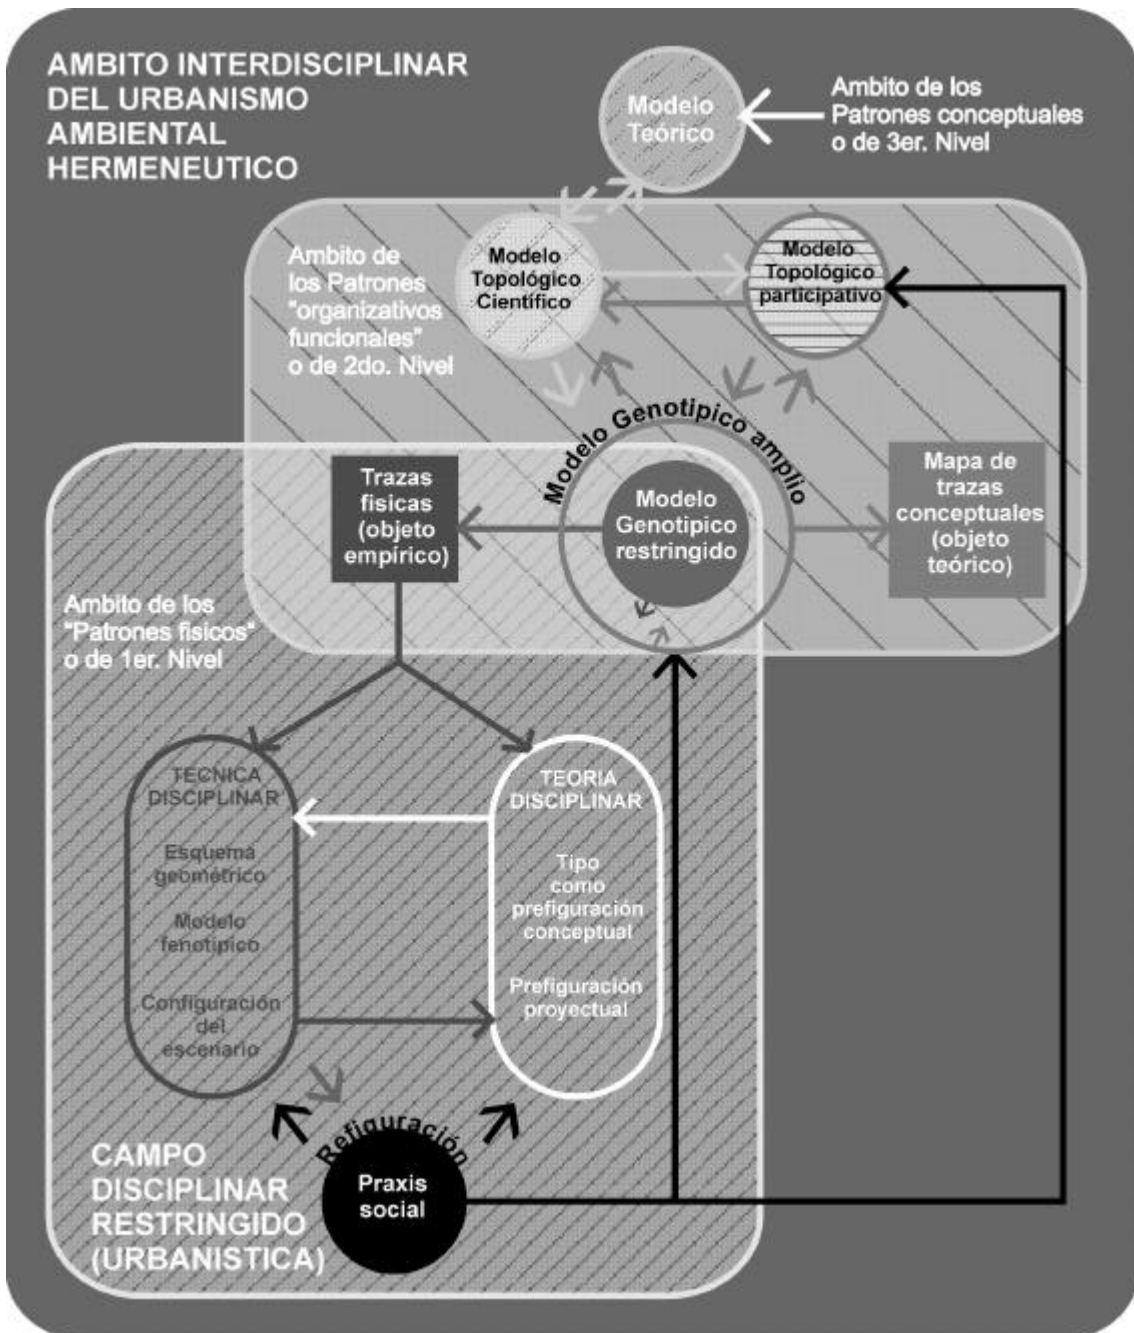 AMBITO INTERDISCIPLINAR
DEL URBANISMO
AMBIENTAL
HERMENEUTICO
Modelo
Teórico
Ambito de los
Patrones conceptuales
o de 3er. Nivel
Ambito de
los Patrones
"organizativos
funcionales"
o de 2do. Nivel
Modelo
Topológico
Científico
Modelo
Topológico
participativo
Modelo Genotipico amplio
Modelo
Genotipico
restringido
Trazas
fisicas
(objeto
empírico)
Mapa de
trazas
conceptuales
(objeto
teórico)
Ambito de los
"Patrones fisicos"
o de 1er. Nivel
TECNICA
DISCIPLINAR
Esquema
geométrico
Modelo
fenotípico
Configuración
del
escenario
TEORIA
DISCIPLINAR
Tipo
como
prefiguración
conceptual
Prefiguración
proyectual
Refiguración
Praxis
social
CAMPO
DISCIPLINAR
RESTRINGIDO
(URBANISTICA)